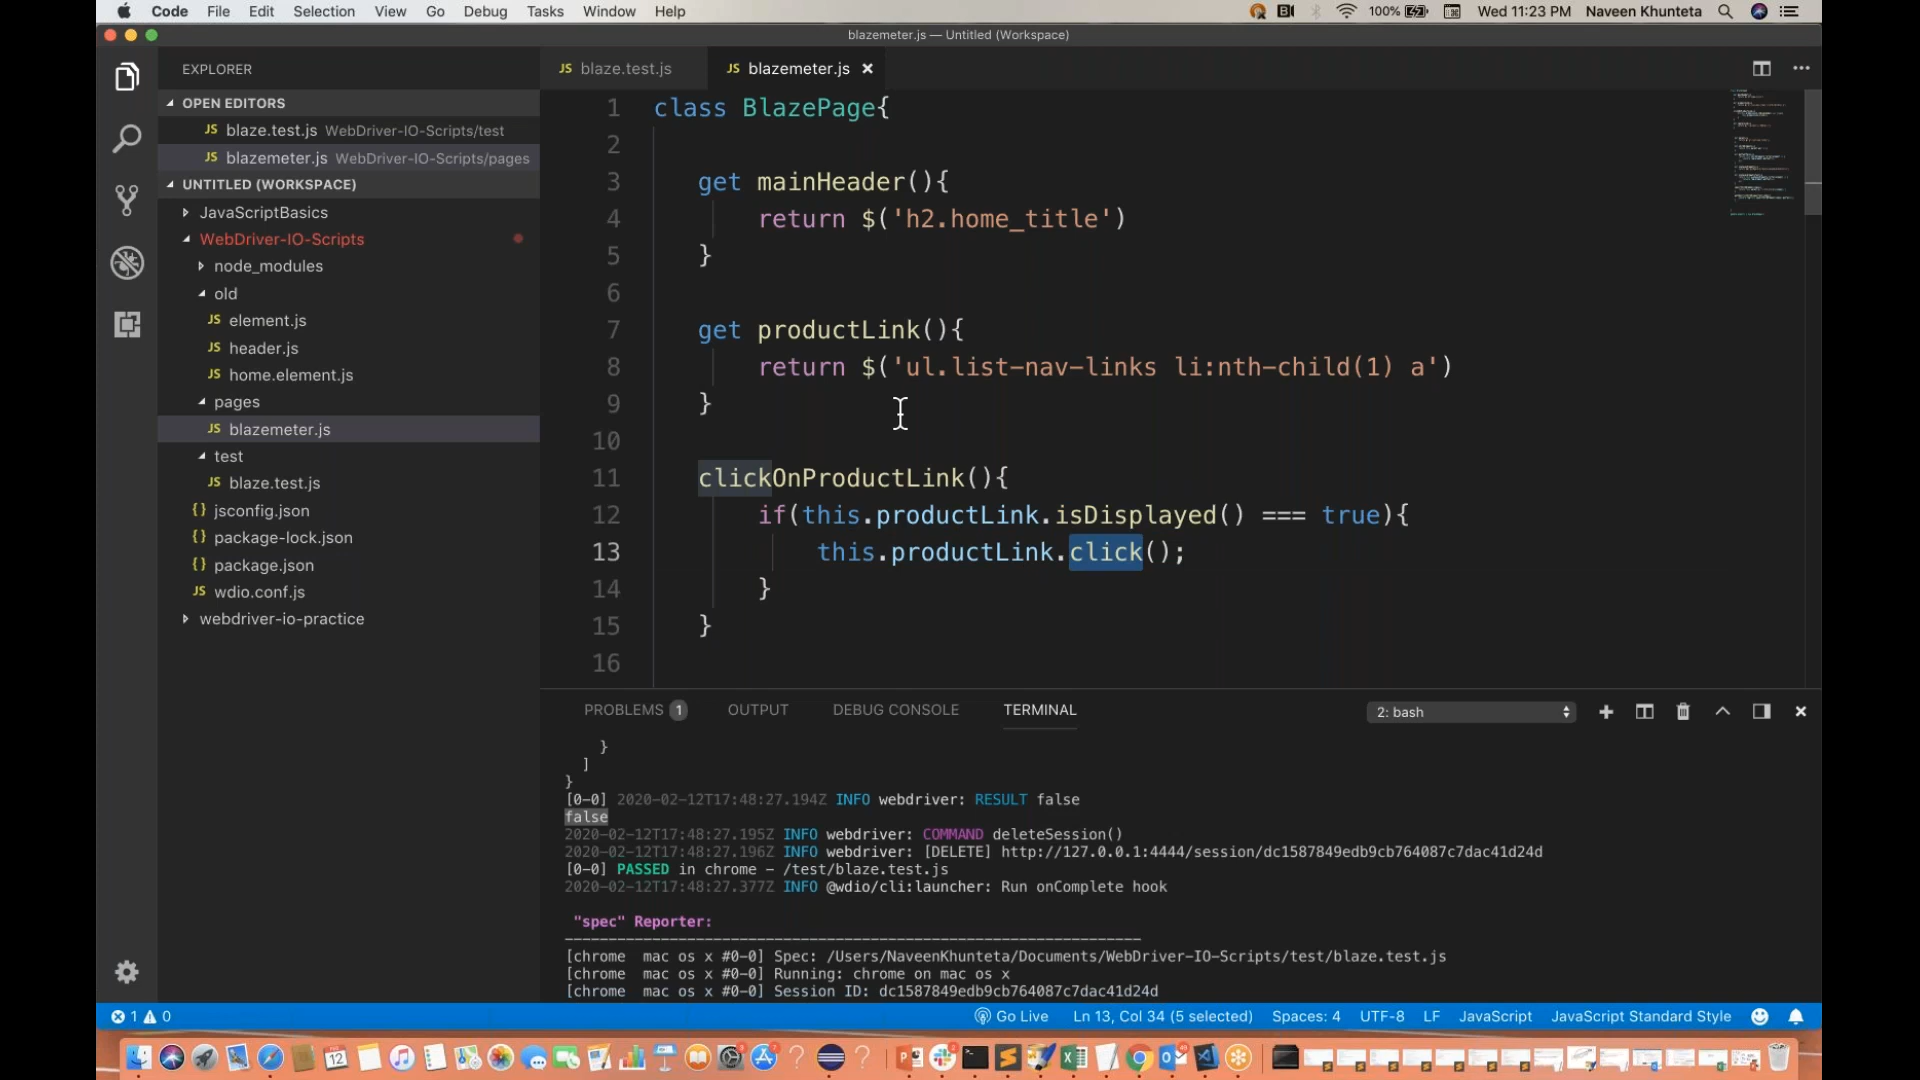 Code File Edit Selection View Go Debug Tasks Window Help 100% Wed 11:23 PM Naveen Khunteta
blazemeter.js — Untitled (Workspace)
EXPLORER
OPEN EDITORS
JS blaze.test.js WebDriver-IO-Scripts/test
JS blazemeter.js WebDriver-IO-Scripts/pages
UNTITLED (WORKSPACE)
JavaScriptBasics
WebDriver-IO-Scripts
node_modules
old
JS element.js
JS header.js
JS home.element.js
pages
JS blazemeter.js
test
JS blaze.test.js
{} jsconfig.json
{} package-lock.json
{} package.json
JS wdio.conf.js
webdriver-io-practice
JS blaze.test.js JS blazemeter.js ×
1 class BlazePage{
2
3 get mainHeader(){
4 return $('h2.home_title')
5 }
6
7 get productLink(){
8 return $('ul.list-nav-links li:nth-child(1) a')
9 }
10
11 clickOnProductLink(){
12 if(this.productLink.isDisplayed() === true){
13 this.productLink.click();
14 }
15 }
16
PROBLEMS 1 OUTPUT DEBUG CONSOLE TERMINAL 2: bash
}
]
}
[0-0] 2020-02-12T17:48:27.194Z INFO webdriver: RESULT false
false
2020-02-12T17:48:27.195Z INFO webdriver: COMMAND deleteSession()
2020-02-12T17:48:27.196Z INFO webdriver: [DELETE] http://127.0.0.1:4444/session/dc1587849edb9cb764087c7dac41d24d
[0-0] PASSED in chrome - /test/blaze.test.js
2020-02-12T17:48:27.377Z INFO @wdio/cli:launcher: Run onComplete hook
"spec" Reporter:
------------------------------------------------------------------
[chrome mac os x #0-0] Spec: /Users/NaveenKhunteta/Documents/WebDriver-IO-Scripts/test/blaze.test.js
[chrome mac os x #0-0] Running: chrome on mac os x
[chrome mac os x #0-0] Session ID: dc1587849edb9cb764087c7dac41d24d
1 0 Go Live Ln 13, Col 34 (5 selected) Spaces: 4 UTF-8 LF JavaScript JavaScript Standard Style